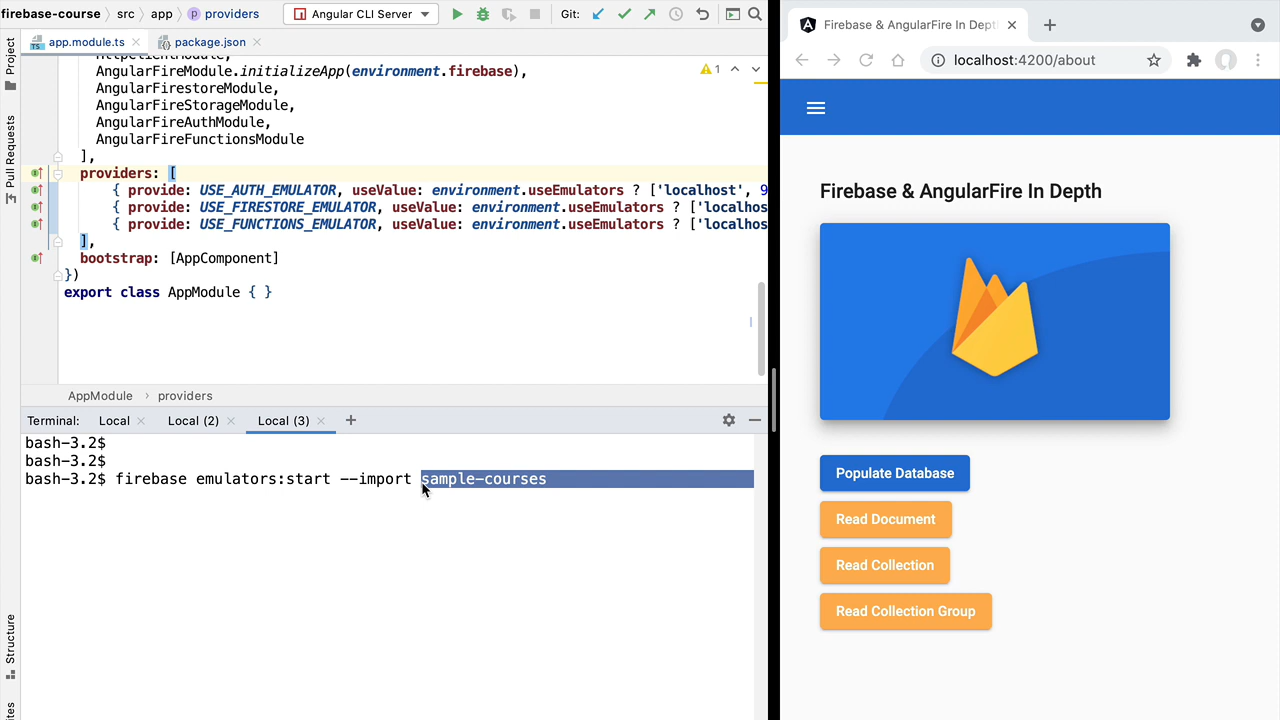 firebase-course › src › app › providers
Angular CLI Server
Git:
app.module.ts
package.json
Project
Pull Requests
Structure
AngularFireModule.initializeApp(environment.firebase),
AngularFirestoreModule,
AngularFireStorageModule,
AngularFireAuthModule,
AngularFireFunctionsModule
],
providers: [
{ provide: USE_AUTH_EMULATOR, useValue: environment.useEmulators ? ['localhost', 9
{ provide: USE_FIRESTORE_EMULATOR, useValue: environment.useEmulators ? ['localhos
{ provide: USE_FUNCTIONS_EMULATOR, useValue: environment.useEmulators ? ['localhos
],
bootstrap: [AppComponent]
})
export class AppModule { }
1
AppModule › providers
Terminal: Local Local (2) Local (3)
bash-3.2$
bash-3.2$
bash-3.2$ firebase emulators:start --import sample-courses
Firebase & AngularFire In Dept
localhost:4200/about
Firebase & AngularFire In Depth
Populate Database
Read Document
Read Collection
Read Collection Group